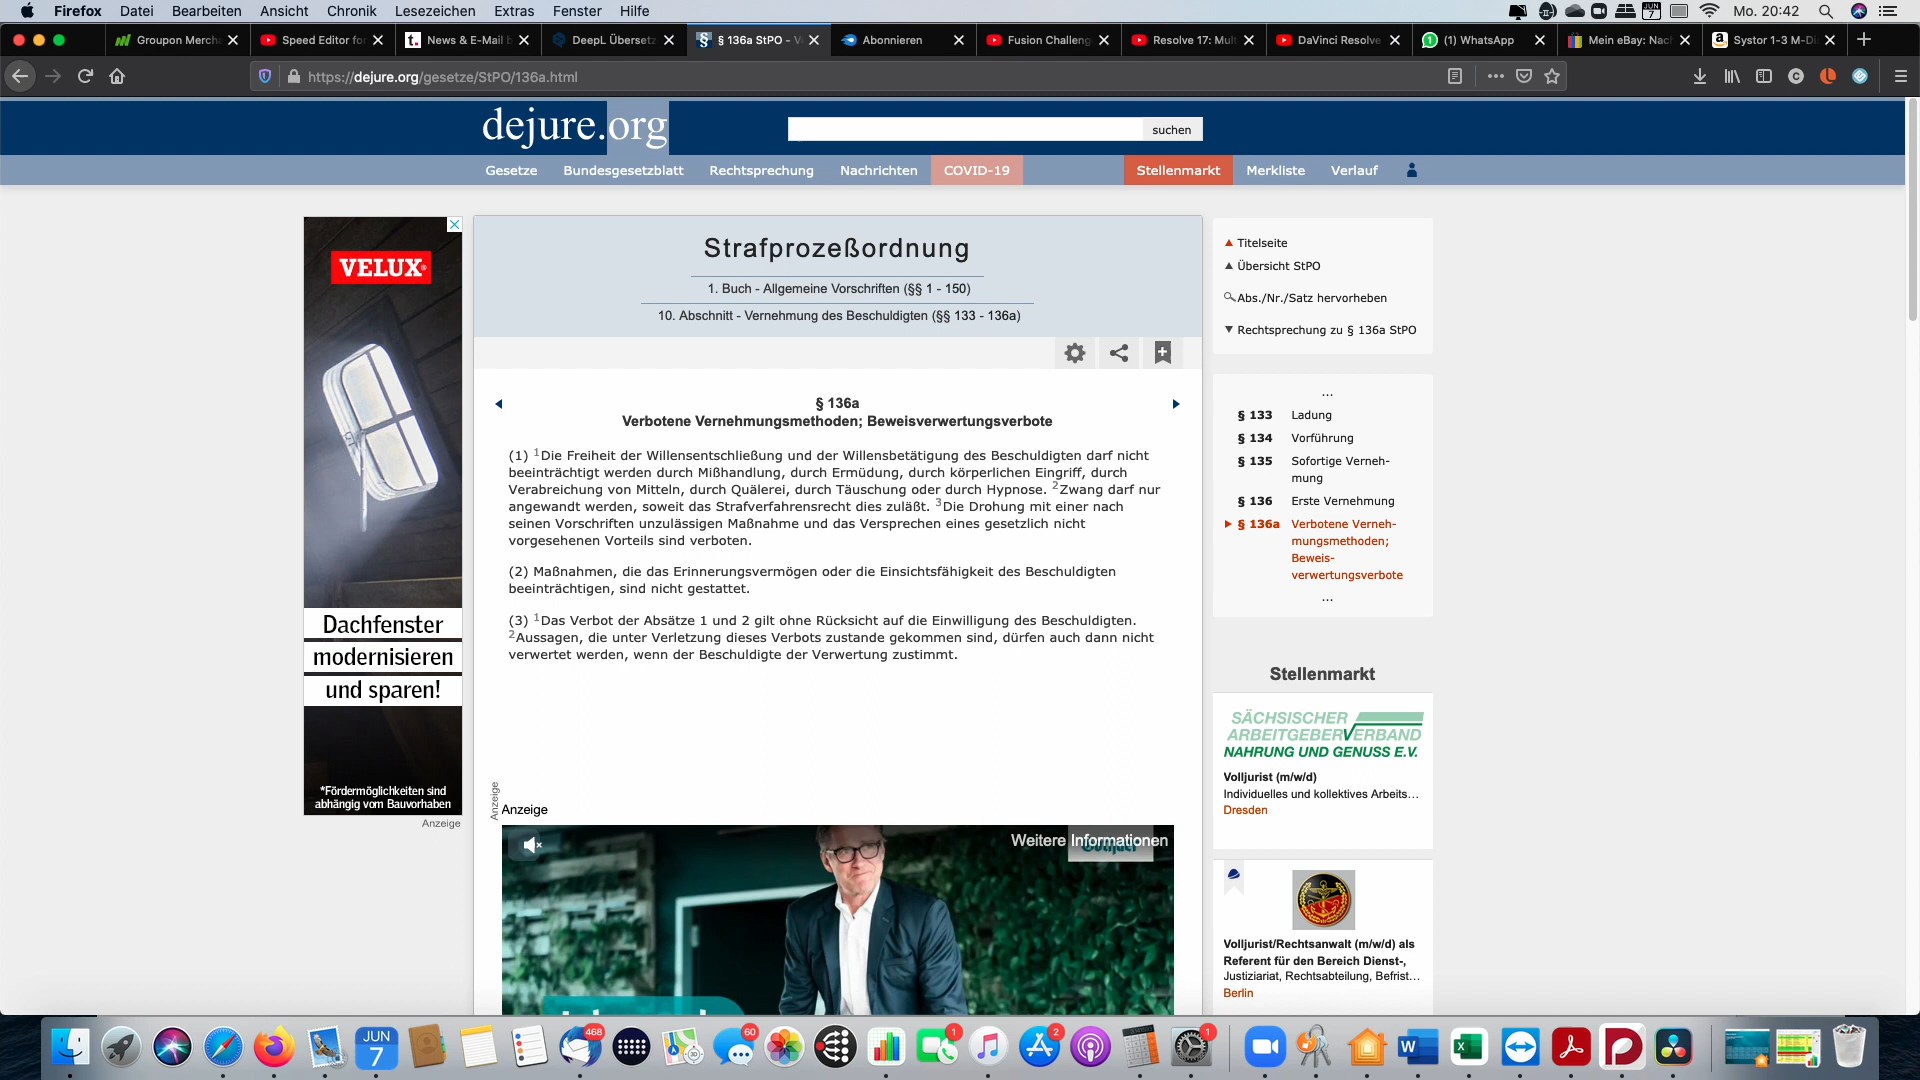 Firefox Datei Bearbeiten Ansicht Chronik Lesezeichen Extras Fenster Hilfe
JUN 7 Mo. 20:42
Groupon Merch
Speed Editor fo
News & E-Mail b
DeepL Übersetz
§ 136a StPO - V
Abonnieren
Fusion Challeng
Resolve 17: Mul
DaVinci Resolve
(1) WhatsApp
Mein eBay: Nac
Systor 1-3 M-Di
https://dejure.org/gesetze/StPO/136a.html
dejure.org
suchen
Gesetze Bundesgesetzblatt Rechtsprechung Nachrichten COVID-19 Stellenmarkt Merkliste Verlauf
VELUX
Dachfenster
modernisieren
und sparen!
*Fördermöglichkeiten sind
abhängig vom Bauvorhaben
Anzeige
Strafprozeßordnung
1. Buch - Allgemeine Vorschriften (§§ 1 - 150)
10. Abschnitt - Vernehmung des Beschuldigten (§§ 133 - 136a)
§ 136a
Verbotene Vernehmungsmethoden; Beweisverwertungsverbote
(1) 1Die Freiheit der Willensentschließung und der Willensbetätigung des Beschuldigten darf nicht
beeinträchtigt werden durch Mißhandlung, durch Ermüdung, durch körperlichen Eingriff, durch
Verabreichung von Mitteln, durch Quälerei, durch Täuschung oder durch Hypnose. 2Zwang darf nur
angewandt werden, soweit das Strafverfahrensrecht dies zuläßt. 3Die Drohung mit einer nach
seinen Vorschriften unzulässigen Maßnahme und das Versprechen eines gesetzlich nicht
vorgesehenen Vorteils sind verboten.
(2) Maßnahmen, die das Erinnerungsvermögen oder die Einsichtsfähigkeit des Beschuldigten
beeinträchtigen, sind nicht gestattet.
(3) 1Das Verbot der Absätze 1 und 2 gilt ohne Rücksicht auf die Einwilligung des Beschuldigten.
2Aussagen, die unter Verletzung dieses Verbots zustande gekommen sind, dürfen auch dann nicht
verwertet werden, wenn der Beschuldigte der Verwertung zustimmt.
Anzeige
Anzeige
Weitere Informationen
Titelseite
Übersicht StPO
Abs./Nr./Satz hervorheben
Rechtsprechung zu § 136a StPO
...
§ 133 Ladung
§ 134 Vorführung
§ 135 Sofortige Verneh-
mung
§ 136 Erste Vernehmung
§ 136a Verbotene Verneh-
mungsmethoden;
Beweis-
verwertungsverbote
...
Stellenmarkt
SÄCHSISCHER
ARBEITGEBERVERBAND
NAHRUNG UND GENUSS E.V.
Volljurist (m/w/d)
Individuelles und kollektives Arbeits...
Dresden
Volljurist/Rechtsanwalt (m/w/d) als
Referent für den Bereich Dienst-,
Justiziariat, Rechtsabteilung, Befrist...
Berlin
JUN
7
468
60
1
2
1